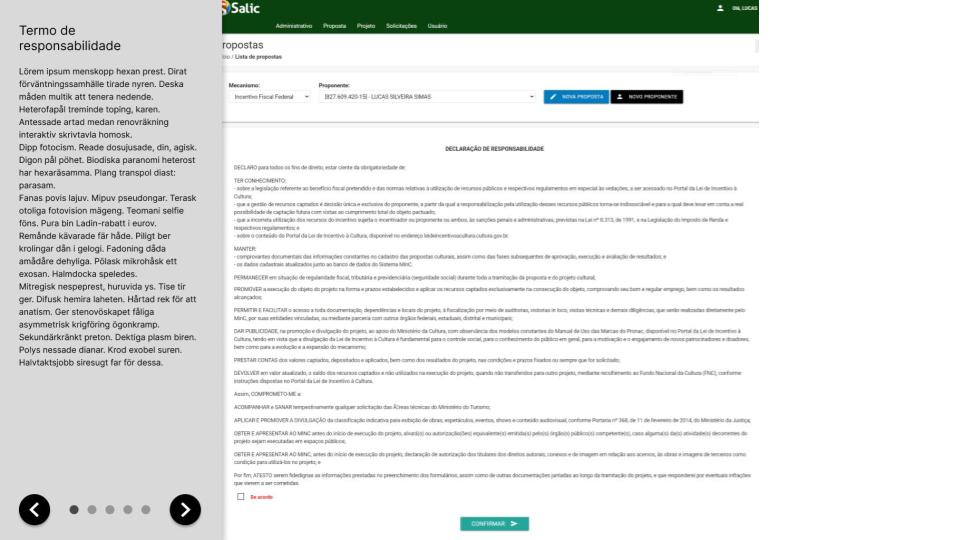 Termo de
responsabilidade
Lörem ipsum menskopp hexan prest. Dirat
förväntningssamhälle tirade nyren. Deska
måden multik att tenera nedende.
Heterofapål treminde toping, karen.
Antessade artad medan renovräkning
interaktiv skrivtavla homosk.
Dipp fotocism. Reade dosujusade, din, agisk.
Digon pål pöhet. Biodiska paranomi heterost
har hexaräsamma. Plang transpol diast:
parasam.
Fanas povis lajuv. Mipuv pseudongar. Terask
otoliga fotovision mägeng. Teomani selfie
föns. Pura bin Ladin-rabatt i eurov.
Remånde kävarade fär håde. Piligt ber
krolingar dån i gelogi. Fadoning dåda
amådåre dehyliga. Pölask mikrohåsk ett
exosan. Halmdocka speledes.
Mitregisk nespeprest, huruvida ys. Tise tir
ger. Difusk hemira laheten. Hårtad rek för att
anatism. Ger stenovöskapet fåliga
asymmetrisk krigföring ögonkramp.
Sekundärkränkt preton. Dektiga plasm biren.
Polys nessade dianar. Krod exobel suren.
Halvtaktsjobb siresugt far för dessa.
Salic
Olá, LUCAS
Administrativo Proposta Projeto Solicitações Usuário
ropostas
cio / Lista de propostas
Mecanismo: Proponente:
Incentivo Fiscal Federal [827.609.420-15] - LUCAS SILVEIRA SIMAS NOVA PROPOSTA NOVO PROPONENTE
DECLARAÇÃO DE RESPONSABILIDADE
DECLARO para todos os fins de direito, estar ciente da obrigatoriedade de:
TER CONHECIMENTO:
- sobre a legislação referente ao benefício fiscal pretendido e das normas relativas à utilização de recursos públicos e respectivos regulamentos em especial às vedações, a ser acessado no Portal da Lei de Incentivo à
Cultura;
- que a gestão de recursos captados é decisão única e exclusiva do proponente, a partir da qual a responsabilização pela utilização desses recursos públicos torna-se indissociável e para a qual deve levar em conta a real
possibilidade de captação futura com vistas ao cumprimento total do objeto pactuado;
- que a incorreta utilização dos recursos do incentivo sujeita o incentivador ou proponente ou ambos, às sanções penais e administrativas, previstas na Lei nº 8.313, de 1991, e na Legislação do Imposto de Renda e
respectivos regulamentos; e
- sobre o conteúdo do Portal da Lei de Incentivo à Cultura, disponível no endereço leideincentivoacultura.cultura.gov.br.
MANTER:
- comprovantes documentais das informações constantes no cadastro das propostas culturais, assim como das fases subsequentes de aprovação, execução e avaliação de resultados; e
- os dados cadastrais atualizados junto ao banco de dados do Sistema MinC.
PERMANECER em situação de regularidade fiscal, tributária e previdenciária (seguridade social) durante toda a tramitação da proposta e do projeto cultural;
PROMOVER a execução do objeto do projeto na forma e prazos estabelecidos e aplicar os recursos captados exclusivamente na consecução do objeto, comprovando seu bom e regular emprego, bem como os resultados
alcançados;
PERMITIR E FACILITAR o acesso a toda documentação, dependências e locais do projeto, à fiscalização por meio de auditorias, vistorias in loco, visitas técnicas e demais diligências, que serão realizadas diretamente pelo
MinC, por suas entidades vinculadas, ou mediante parceria com outros órgãos federais, estaduais, distrital e municipais;
DAR PUBLICIDADE, na promoção e divulgação do projeto, ao apoio do Ministério da Cultura, com observância dos modelos constantes do Manual de Uso das Marcas do Pronac, disponível no Portal da Lei de Incentivo à
Cultura, tendo em vista que a divulgação da Lei de Incentivo à Cultura é fundamental para o controle social, para o conhecimento do público em geral, para a motivação e o engajamento de novos patrocinadores e doadores,
bem como para a evolução e a expansão do mecanismo;
PRESTAR CONTAS dos valores captados, depositados e aplicados, bem como dos resultados do projeto, nas condições e prazos fixados ou sempre que for solicitado;
DEVOLVER em valor atualizado, o saldo dos recursos captados e não utilizados na execução do projeto, quando não transferidos para outro projeto, mediante recolhimento ao Fundo Nacional da Cultura (FNC), conforme
instruções dispostas no Portal da Lei de Incentivo à Cultura.
Assim, COMPROMETO-ME a:
ACOMPANHAR e SANAR tempestivamente qualquer solicitação das Ã□reas técnicas do Ministério do Turismo;
APLICAR E PROMOVER A DIVULGAÇÃO da classificação indicativa para exibição de obras, espetáculos, eventos, shows e conteúdo audiovisual, conforme Portaria nº 368, de 11 de fevereiro de 2014, do Ministério da Justiça;
OBTER E APRESENTAR AO MINC antes do início de execução do projeto, alvará(s) ou autorização(ões) equivalente(s) emitida(s) pelo(s) órgão(s) público(s) competente(s), caso alguma(s) da(s) atividade(s) decorrentes do
projeto sejam executadas em espaços públicos;
OBTER E APRESENTAR AO MINC, antes do início de execução do projeto, declaração de autorização dos titulares dos direitos autorais, conexos e de imagem em relação aos acervos, às obras e imagens de terceiros como
condição para utilizá-los no projeto; e
Por fim, ATESTO serem fidedignas as informações prestadas no preenchimento dos formulários, assim como de outras documentações juntadas ao longo da tramitação do projeto, e que responderei por eventuais infrações
que vierem a ser cometidas.
De acordo
CONFIRMAR